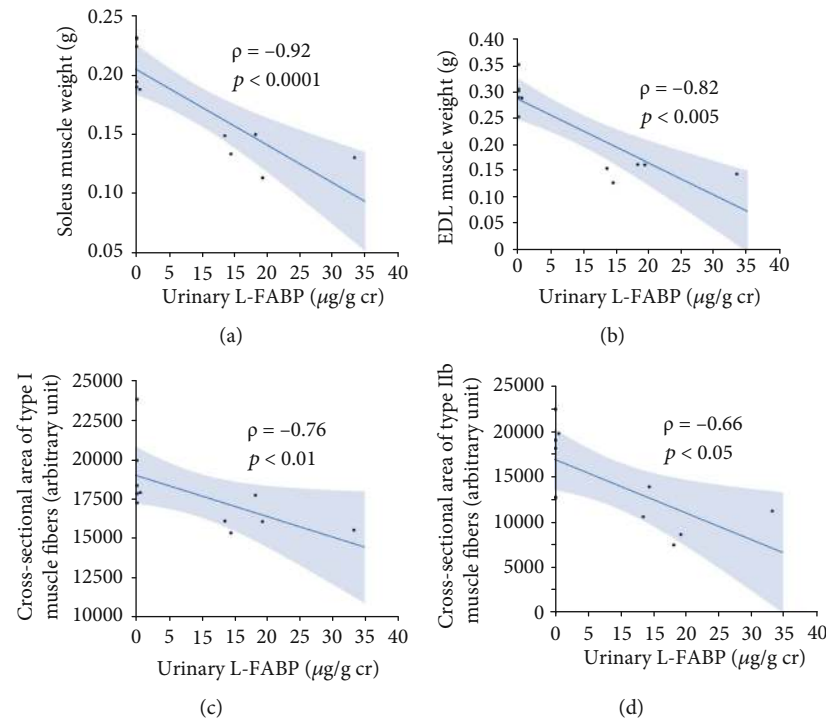 0.25
0.20
0.15
0.10
0.05
Soleus muscle weight (g)
ρ = –0.92
p < 0.0001
0 5 15 15 20 25 30 35 40
Urinary L-FABP (μg/g cr)
(a)
0.40
0.35
0.30
0.25
0.20
0.15
0.10
0.05
0
EDL muscle weight (g)
ρ = –0.82
p < 0.005
0 5 15 15 20 25 30 35 40
Urinary L-FABP (μg/g cr)
(b)
25000
22500
20000
17500
15000
12500
10000
Cross-sectional area of type I
muscle fibers (arbitrary unit)
ρ = –0.76
p < 0.01
0 5 10 15 20 25 30 35 40
Urinary L-FABP (μg/g cr)
(c)
25000
20000
15000
10000
5000
0
Cross-sectional area of type IIb
muscle fibers (arbitrary unit)
ρ = –0.66
p < 0.05
0 5 10 15 20 25 30 35 40
Urinary L-FABP (μg/g cr)
(d)